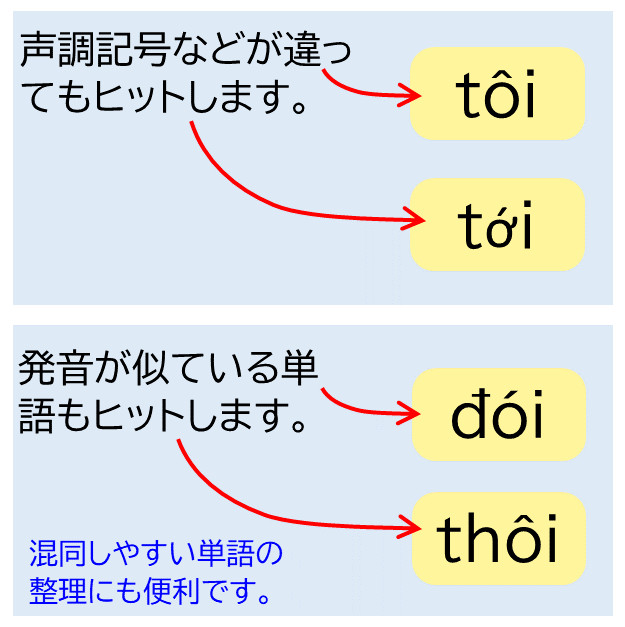 声調記号などが違っ
てもヒットします。
tôi
tới
発音が似ている単
語もヒットします。
đói
thôi
混同しやすい単語の
整理にも便利です。